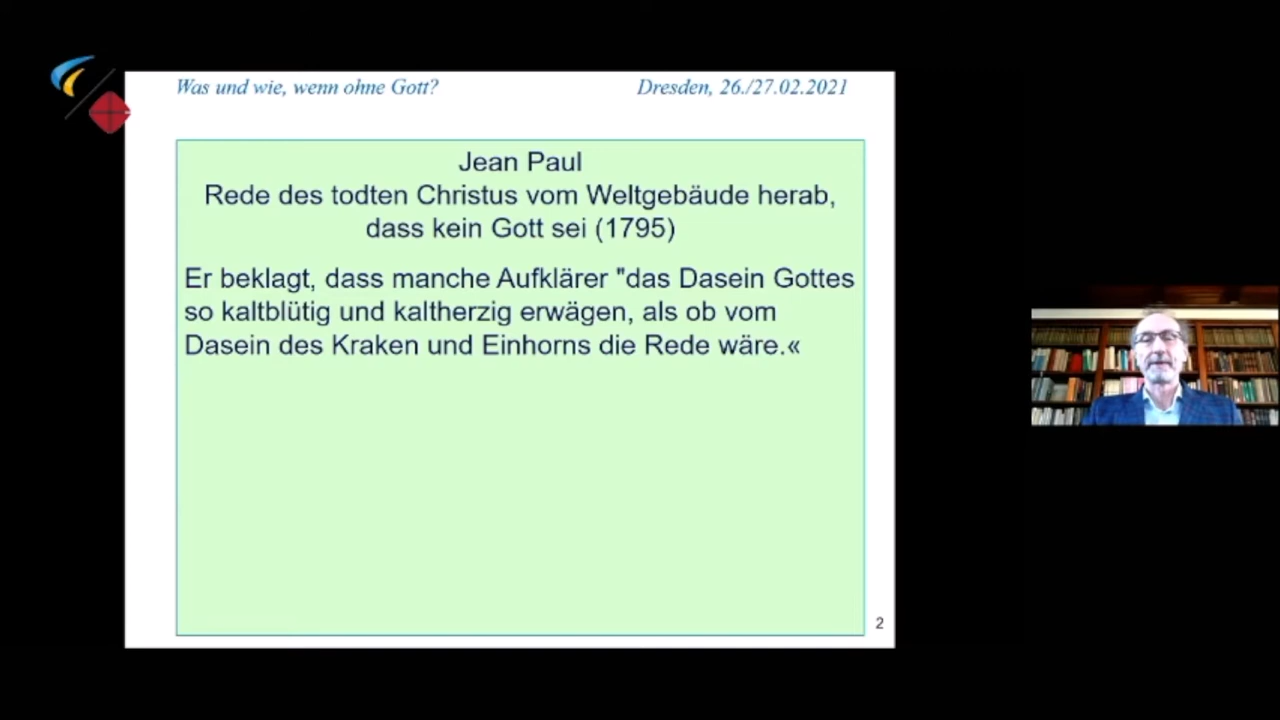 Was und wie, wenn ohne Gott?
Dresden, 26./27.02.2021
Jean Paul
Rede des todten Christus vom Weltgebäude herab,
dass kein Gott sei (1795)
Er beklagt, dass manche Aufklärer "das Dasein Gottes
so kaltblütig und kaltherzig erwägen, als ob vom
Dasein des Kraken und Einhorns die Rede wäre.«
2